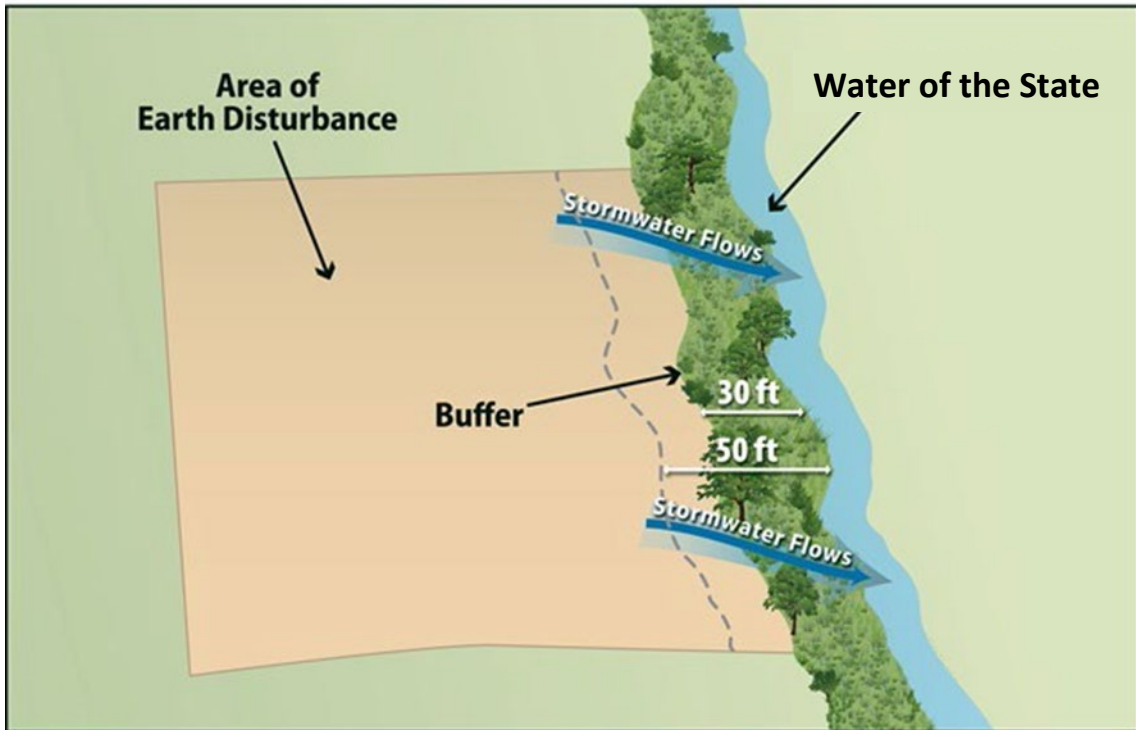 Area of
Earth Disturbance
Water of the State
Stormwater Flows
Buffer
30 ft
50 ft
Stormwater Flows